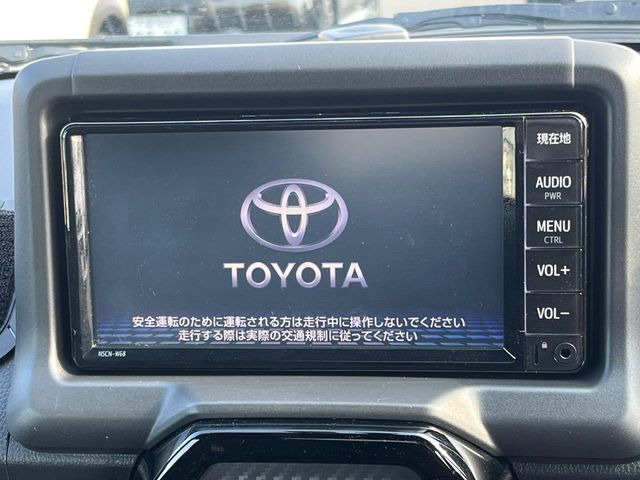 TOYOTA
安全運転のために運転される方は走行中に操作しないでください
走行する際は実際の交通規制に従ってください
NSCN-W68
現在地
AUDIO
PWR
MENU
CTRL
VOL+
VOL−